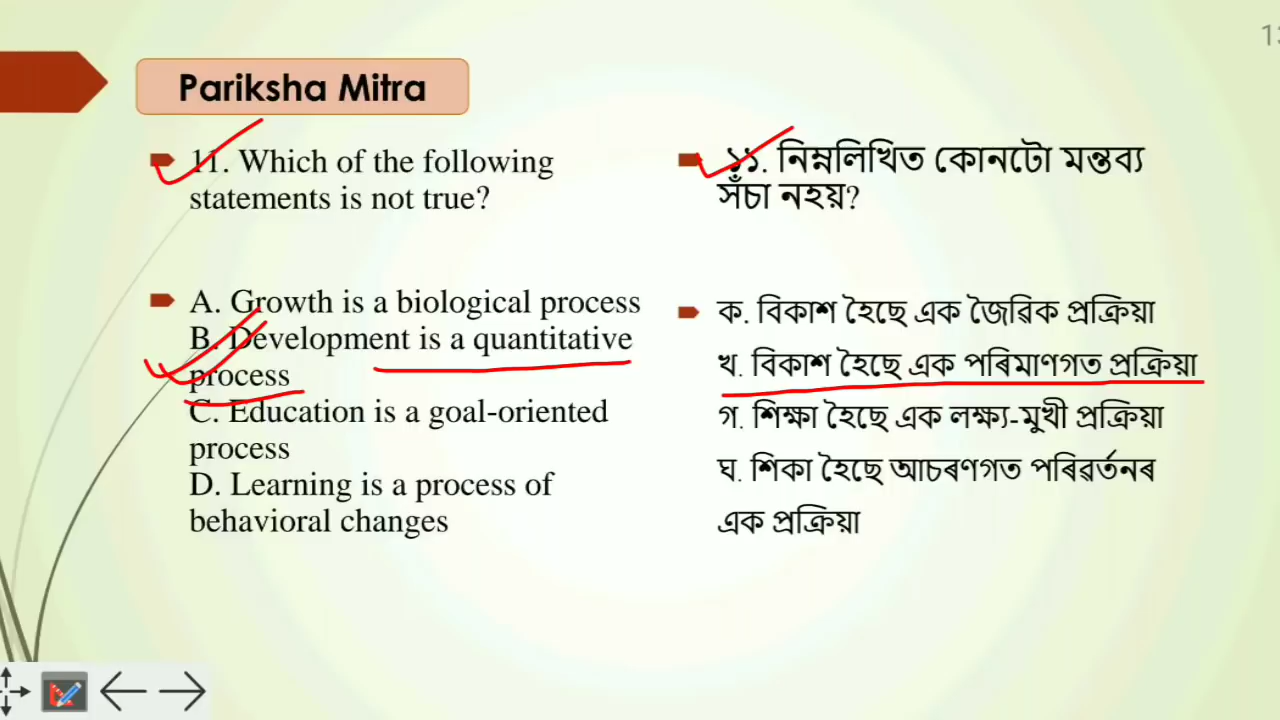 13
Pariksha Mitra
11. Which of the following
statements is not true?
A. Growth is a biological process
B. Development is a quantitative
process
C. Education is a goal-oriented
process
D. Learning is a process of
behavioral changes
১১. নিম্নলিখিত কোনটো মন্তব্য
সঁচা নহয়?
ক. বিকাশ হৈছে এক জৈৱিক প্ৰক্ৰিয়া
খ. বিকাশ হৈছে এক পৰিমাণগত প্ৰক্ৰিয়া
গ. শিক্ষা হৈছে এক লক্ষ্য-মুখী প্ৰক্ৰিয়া
ঘ. শিকা হৈছে আচৰণগত পৰিৱৰ্তনৰ
এক প্ৰক্ৰিয়া